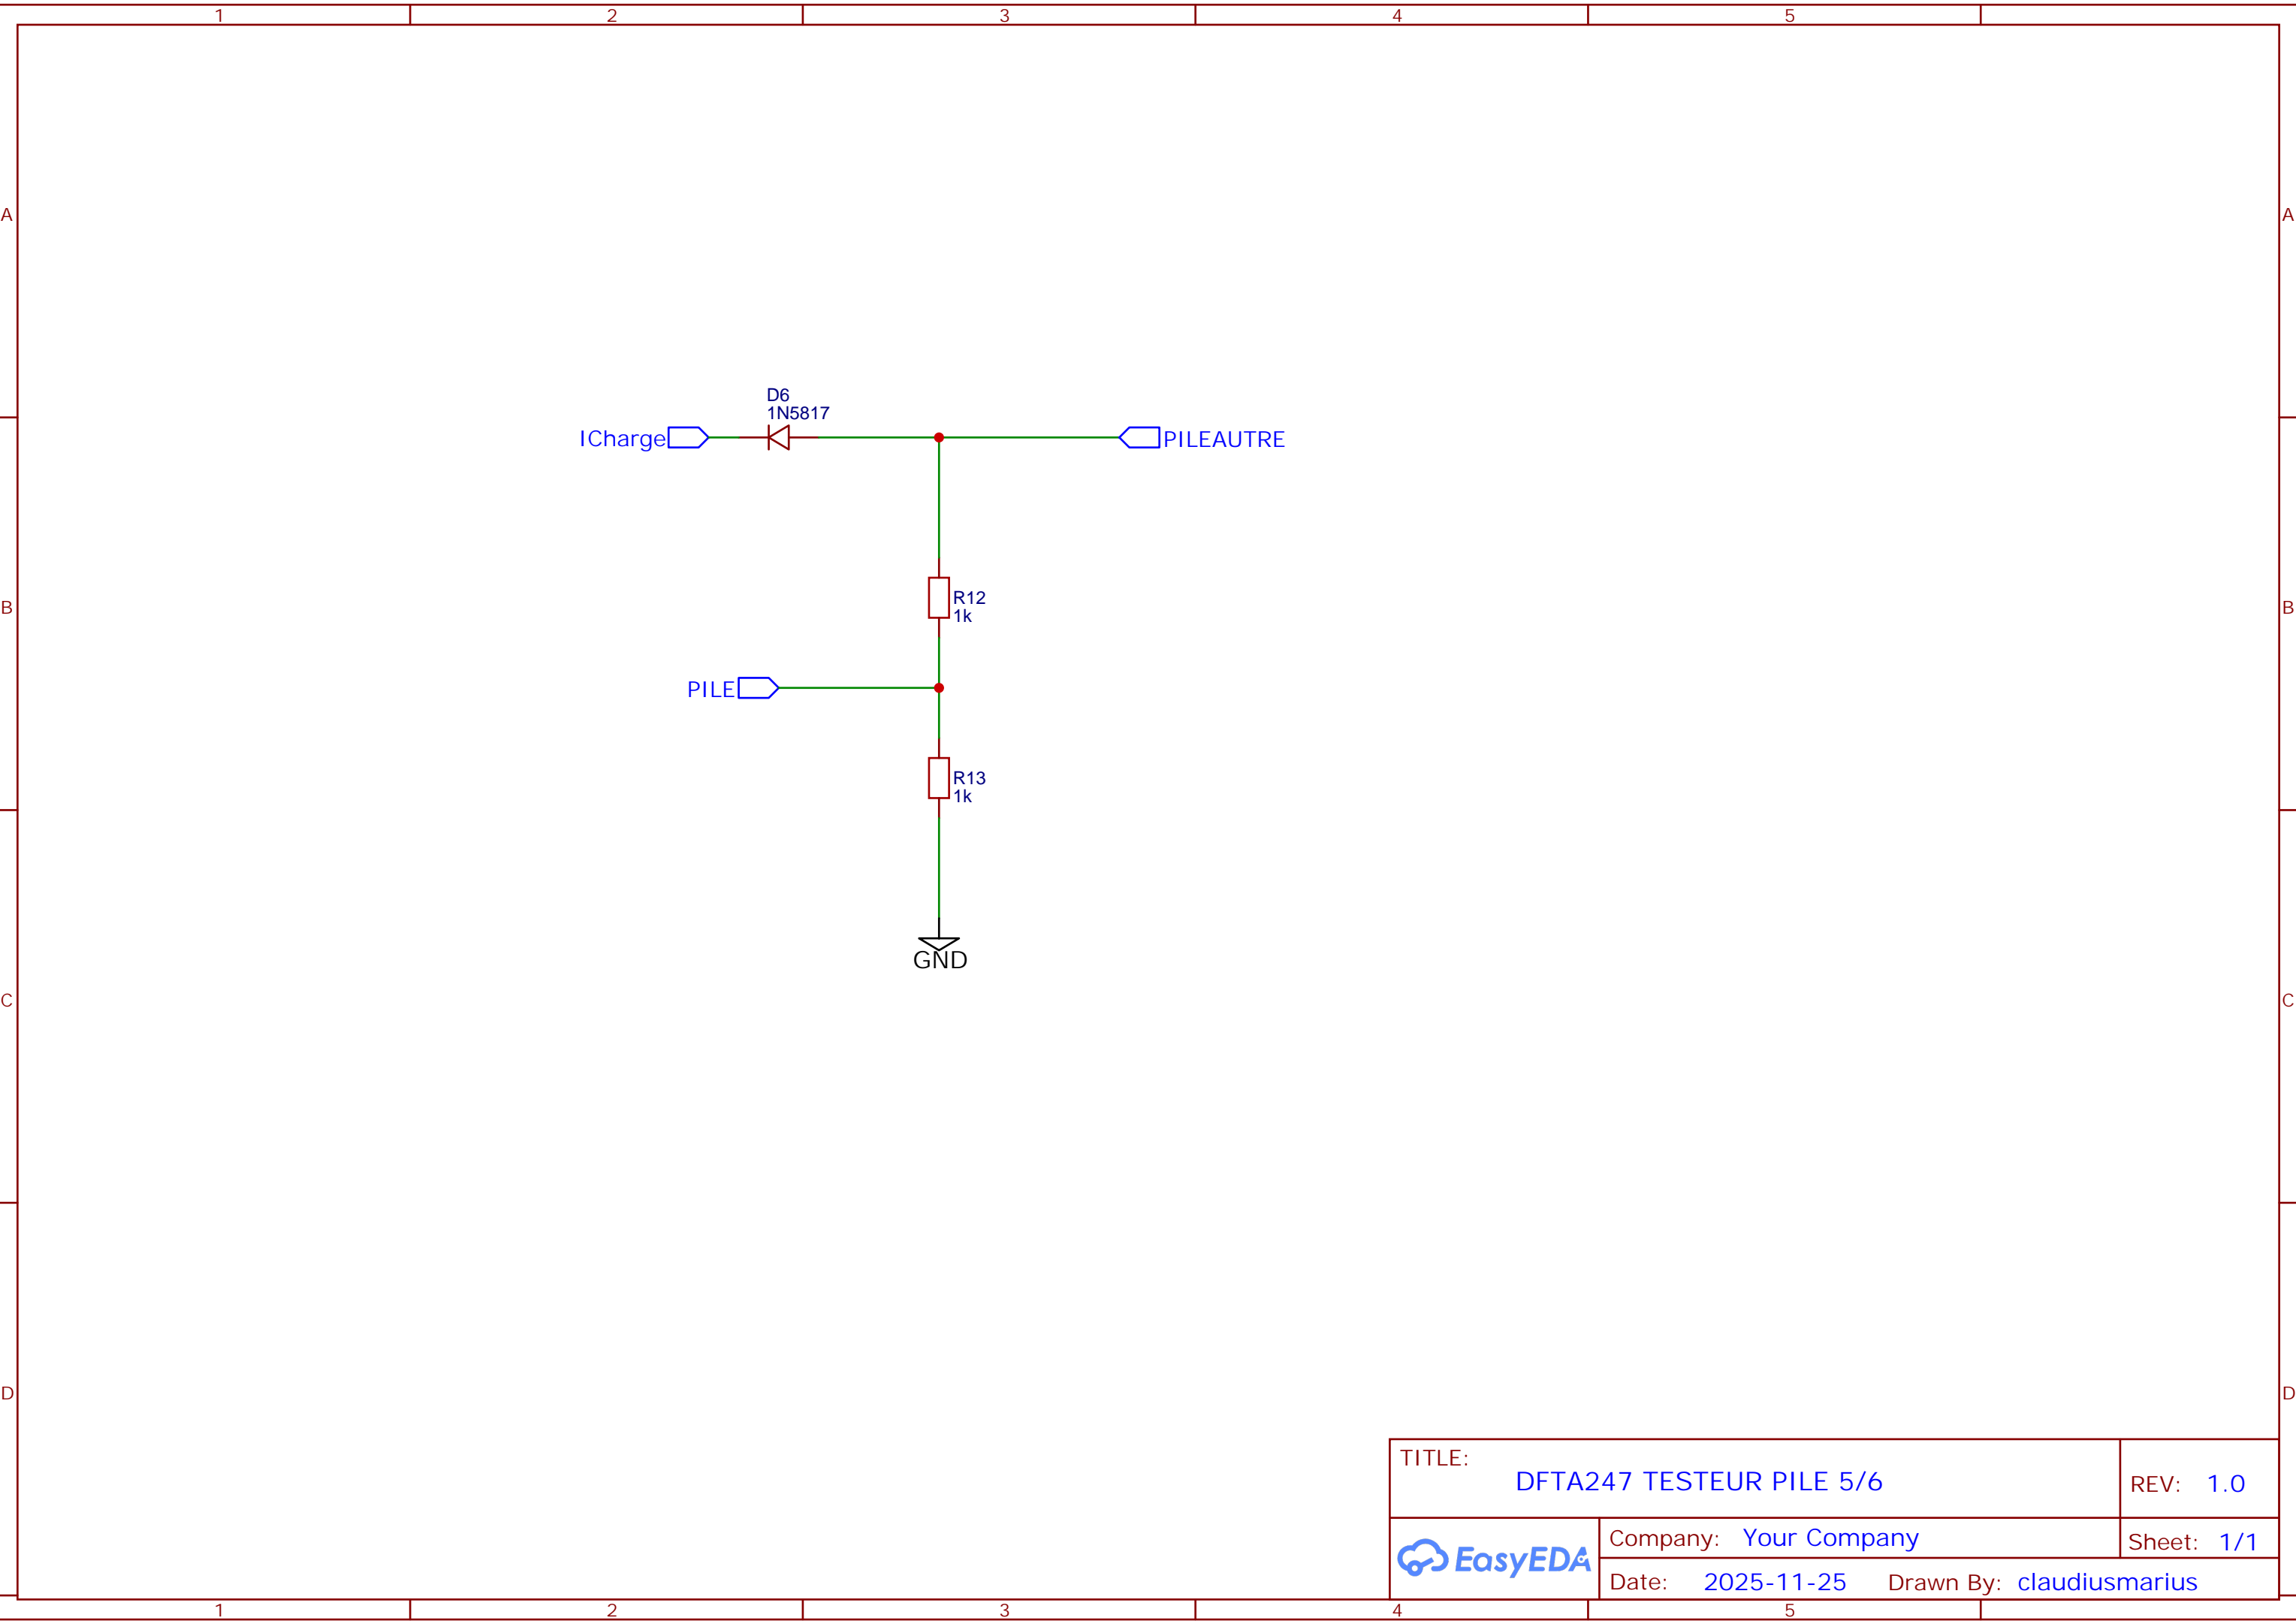 1 2 3 4 5
A A
D6
1N5817
ICharge PILEAUTRE
R12
1k
B B
PILE
R13
1k
GND
C C
D D
TITLE:
DFTA247 TESTEUR PILE 5/6
REV: 1.0
EasyEDA
Company: Your Company
Sheet: 1/1
Date: 2025-11-25 Drawn By: claudiusmarius
1 2 3 4 5